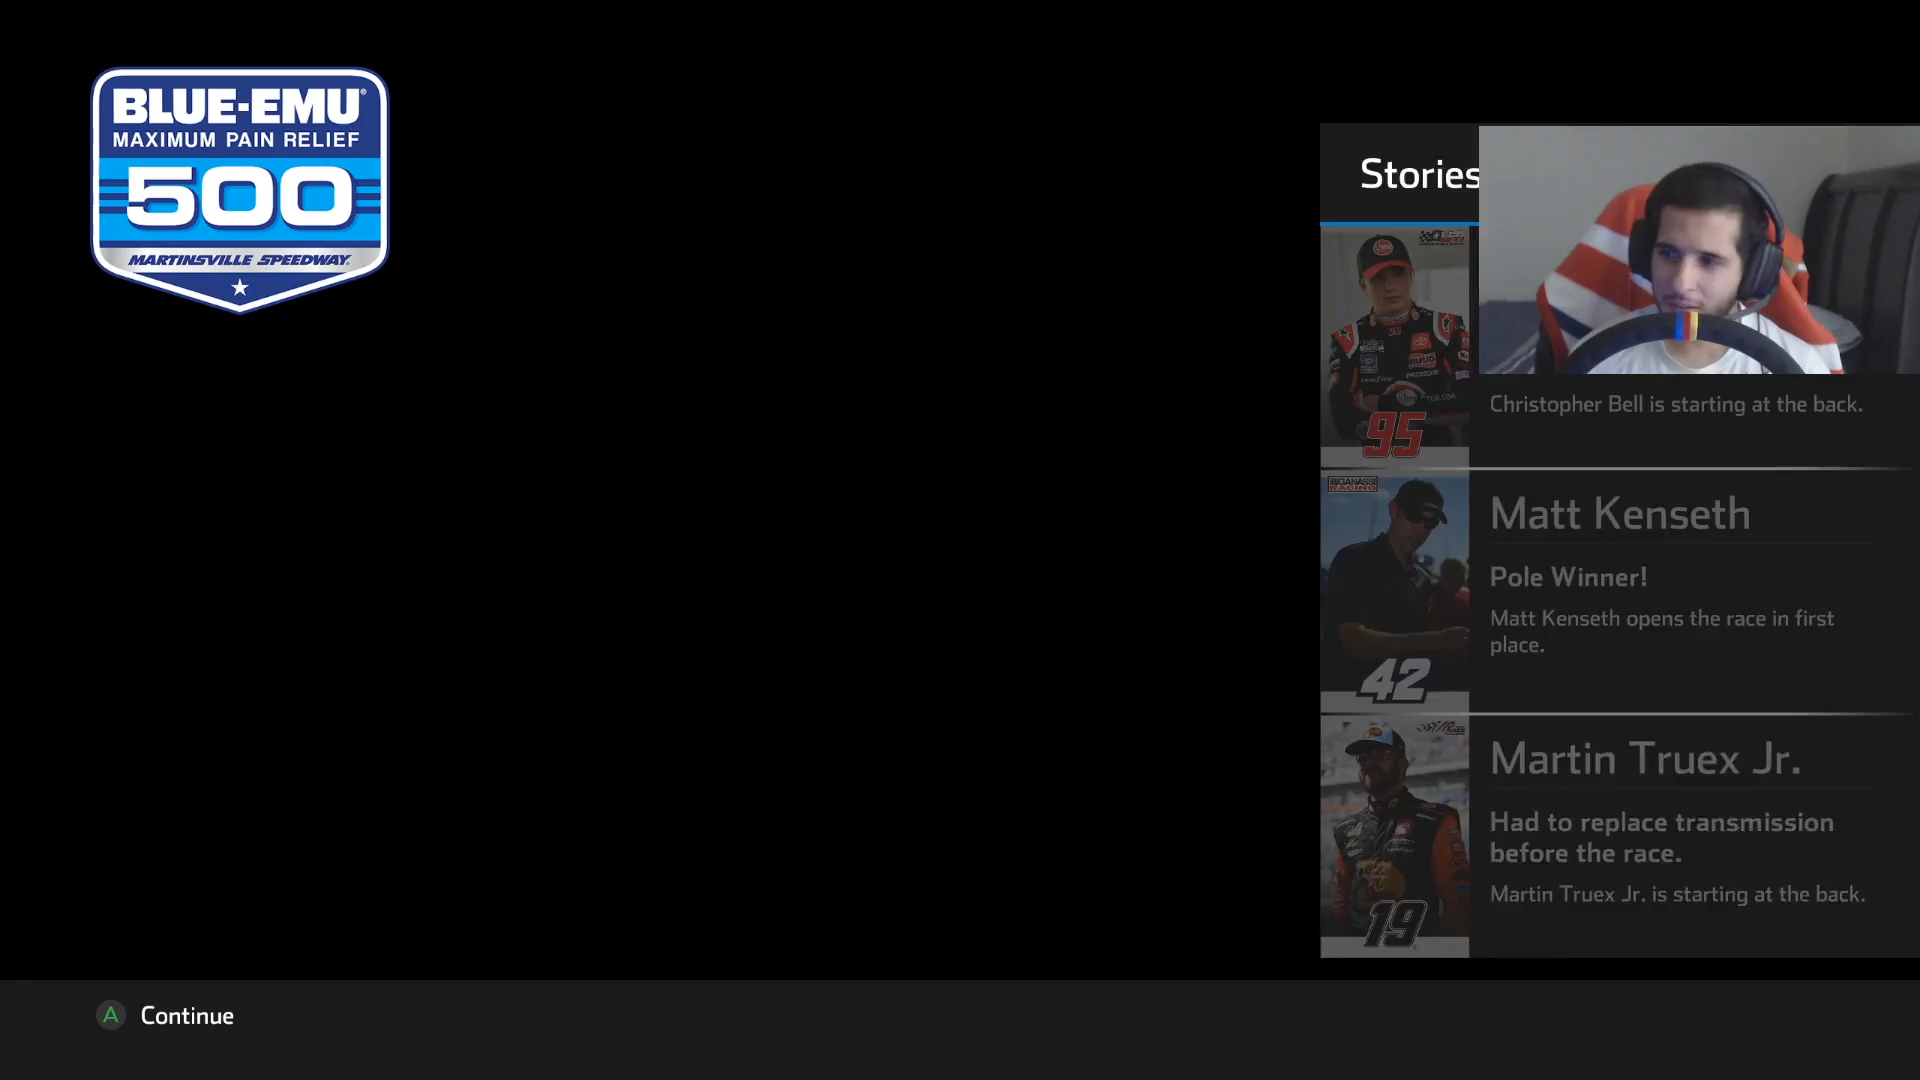 BLUE-EMU®
MAXIMUM PAIN RELIEF
500
MARTINSVILLE SPEEDWAY
Stories
95
Christopher Bell is starting at the back.
GANASSI
RACING
42
Matt Kenseth
Pole Winner!
Matt Kenseth opens the race in first
place.
19
Martin Truex Jr.
Had to replace transmission
before the race.
Martin Truex Jr. is starting at the back.
A Continue